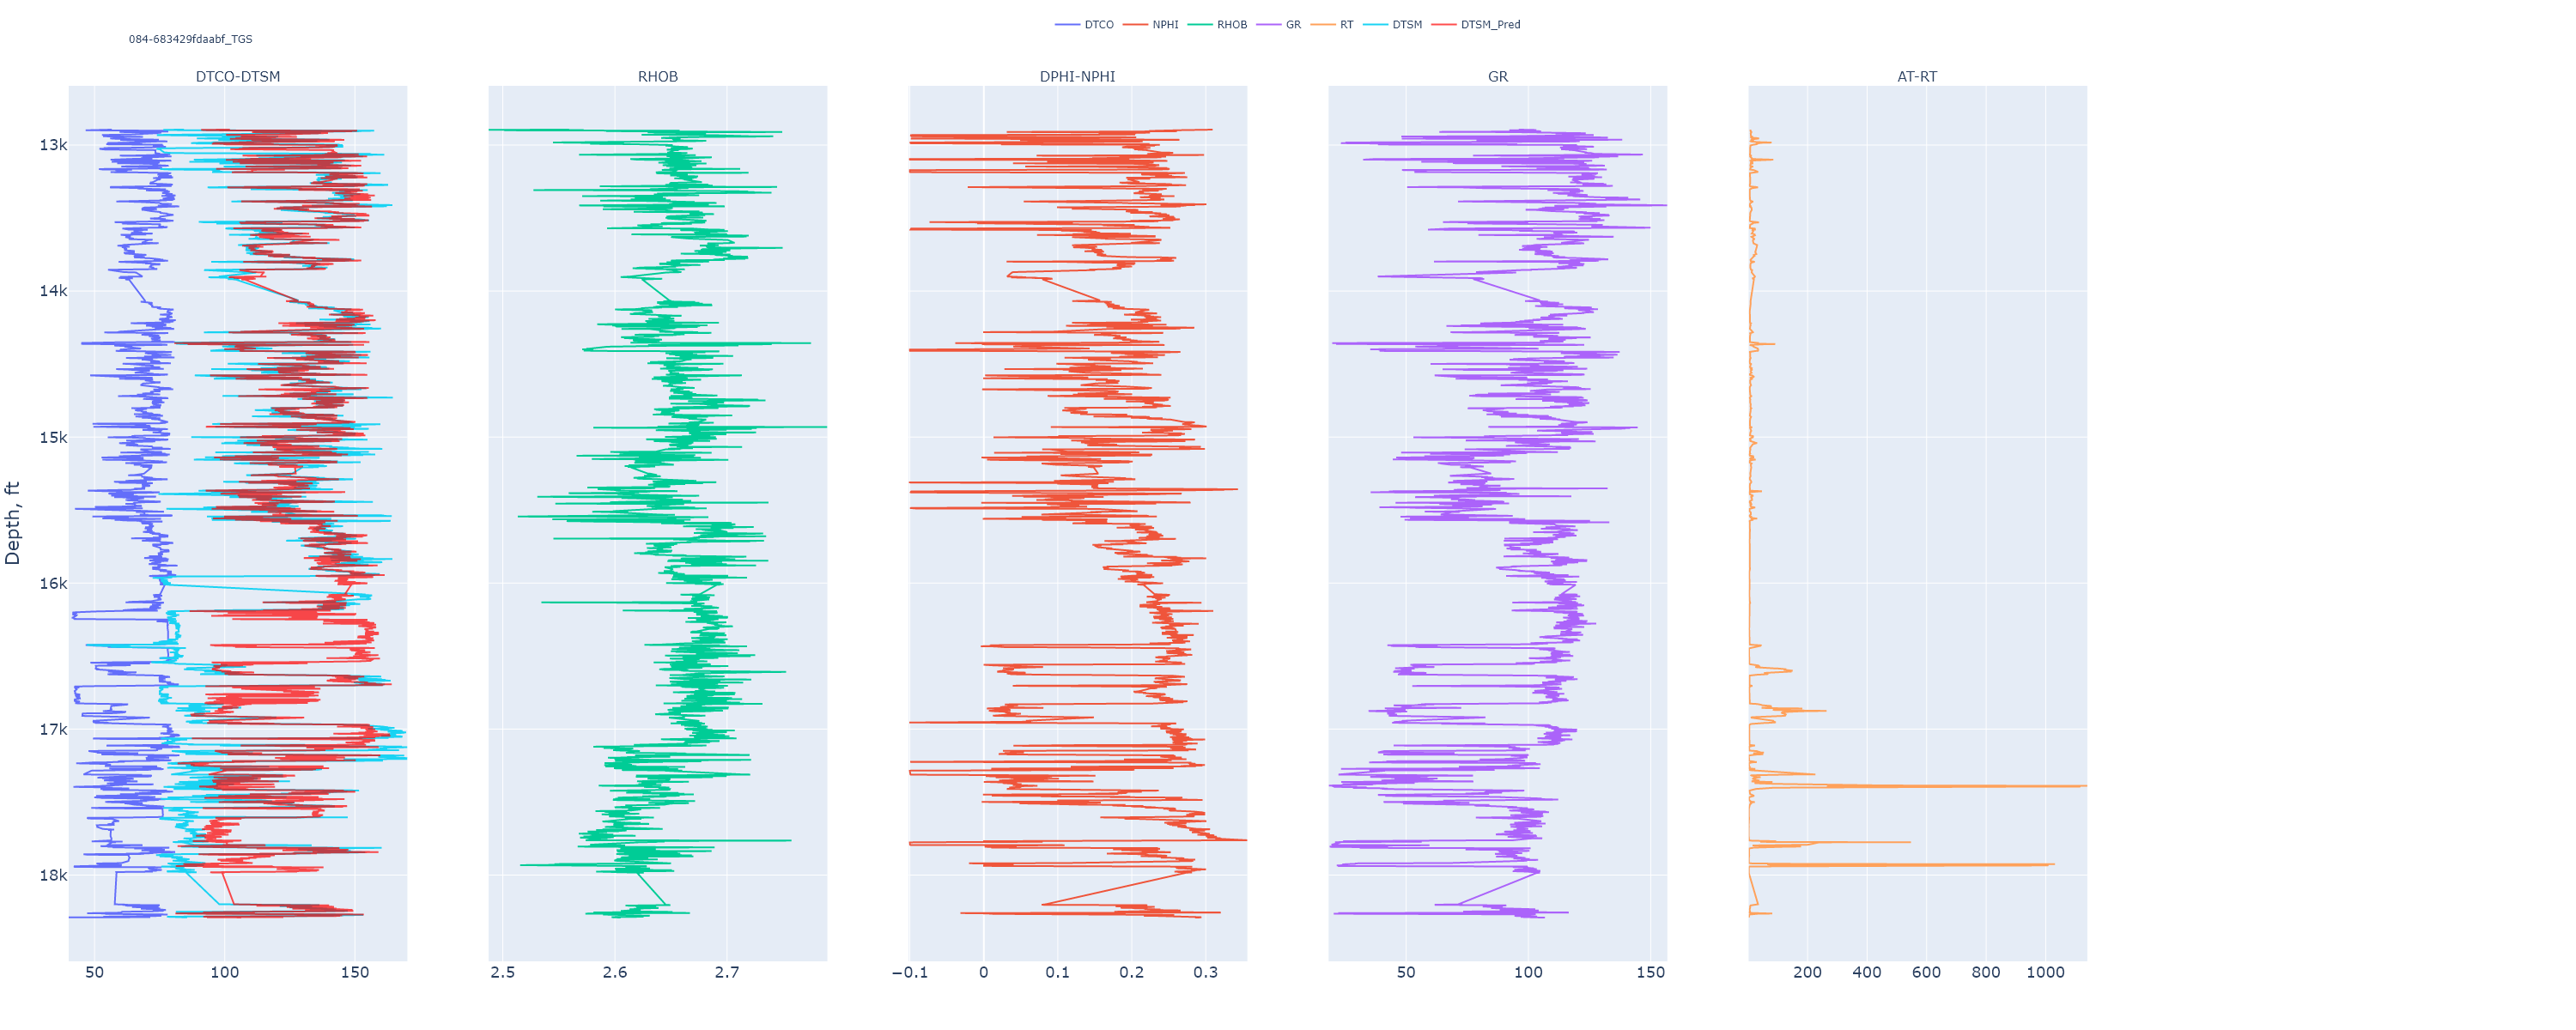 DTCO NPHI RHOB GR RT DTSM DTSM_Pred
084-683429fdaabf_TGS
DTCO-DTSM RHOB DPHI-NPHI GR AT-RT
13k
14k
15k
16k
17k
18k
Depth, ft
50 100 150 2.5 2.6 2.7 −0.1 0 0.1 0.2 0.3 50 100 150 200 400 600 800 1000